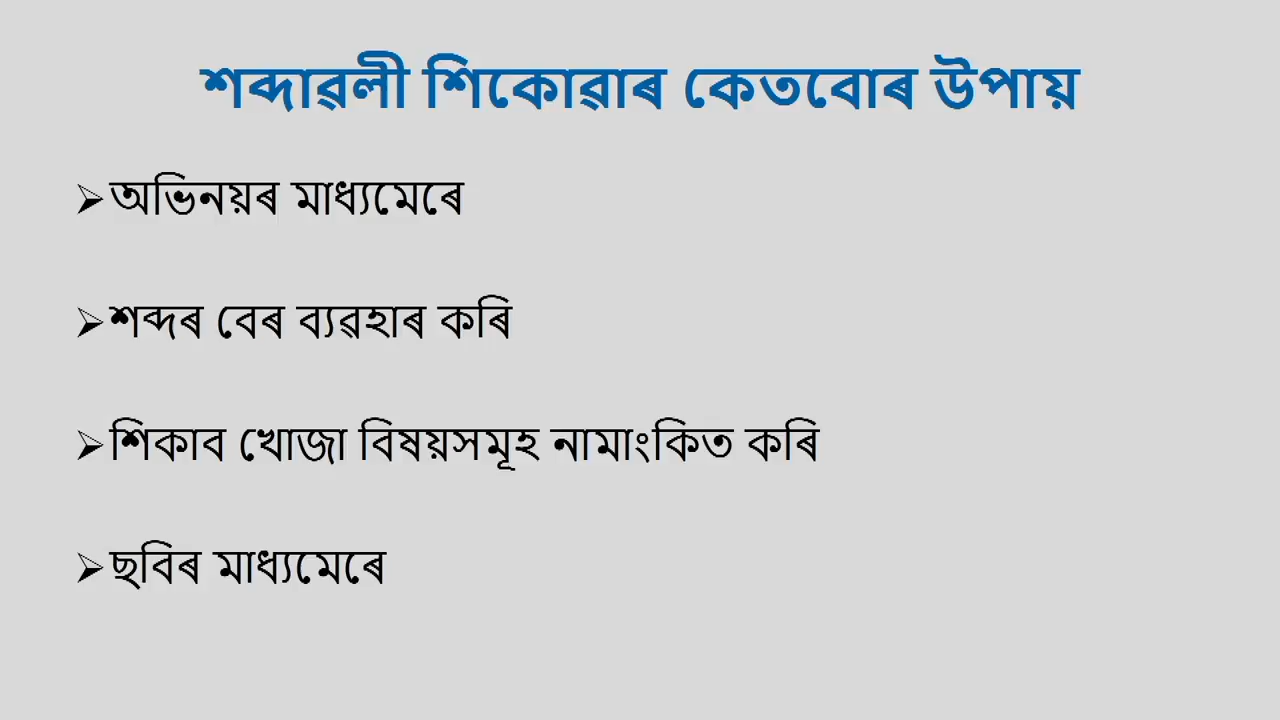 শব্দাৱলী শিকোৱাৰ কেতবোৰ উপায়
➢অভিনয়ৰ মাধ্যমেৰে
➢শব্দৰ বেৰ ব্যৱহাৰ কৰি
➢শিকাব খোজা বিষয়সমূহ নামাংকিত কৰি
➢ছবিৰ মাধ্যমেৰে